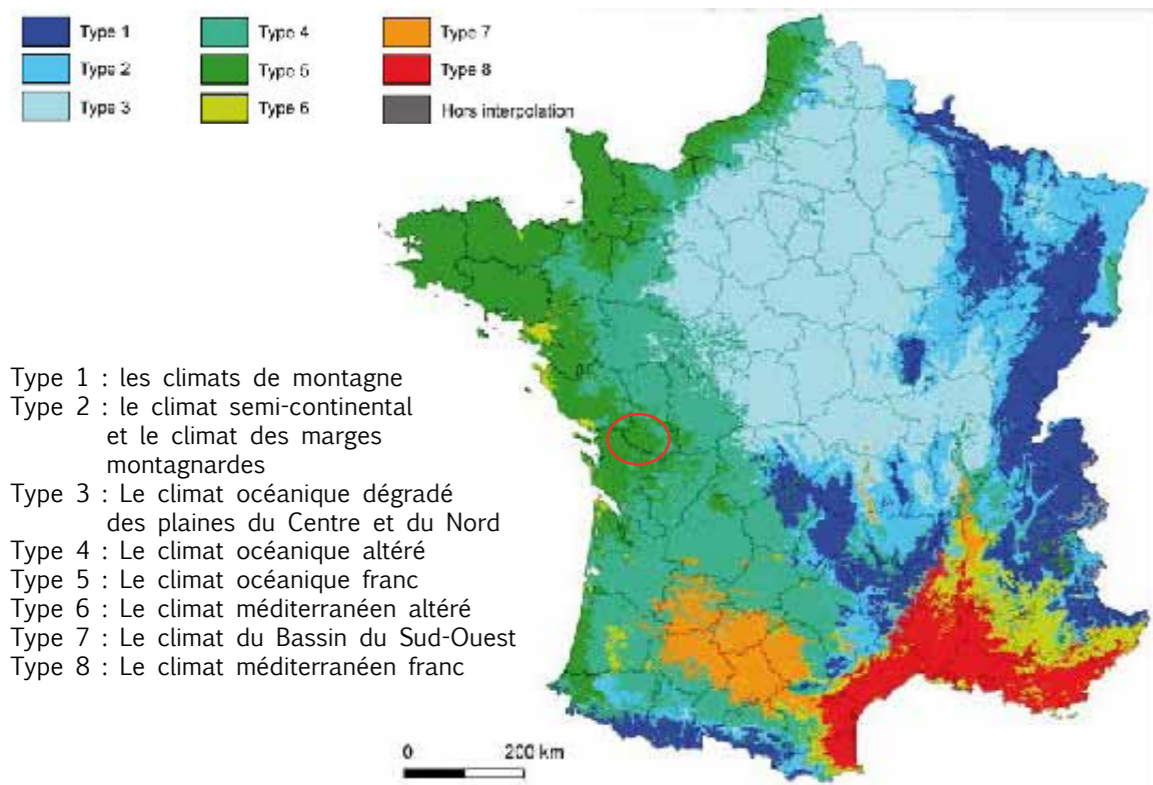 Type 1
Type 2
Type 3
Type 4
Type 5
Type 6
Type 7
Type 8
Hors interpolation
Type 1 : les climats de montagne
Type 2 : le climat semi-continental
et le climat des marges
montagnardes
Type 3 : Le climat océanique dégradé
des plaines du Centre et du Nord
Type 4 : Le climat océanique altéré
Type 5 : Le climat océanique franc
Type 6 : Le climat méditerranéen altéré
Type 7 : Le climat du Bassin du Sud-Ouest
Type 8 : Le climat méditerranéen franc
0 200 km